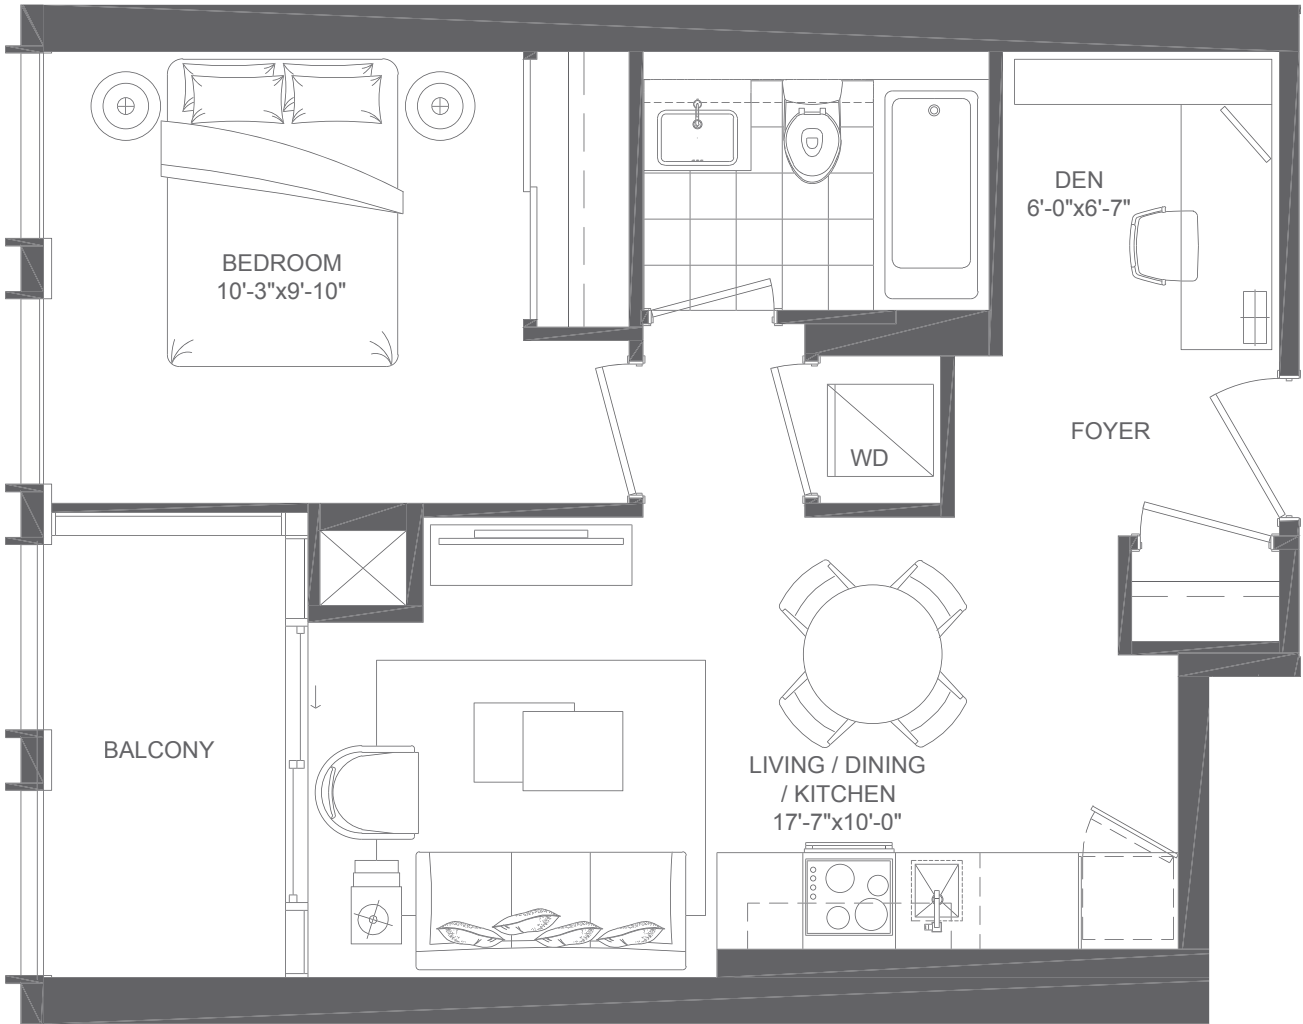 DEN
6'-0"x6'-7"
BEDROOM
10'-3"x9'-10"
FOYER
WD
BALCONY
LIVING / DINING
/ KITCHEN
17'-7"x10'-0"